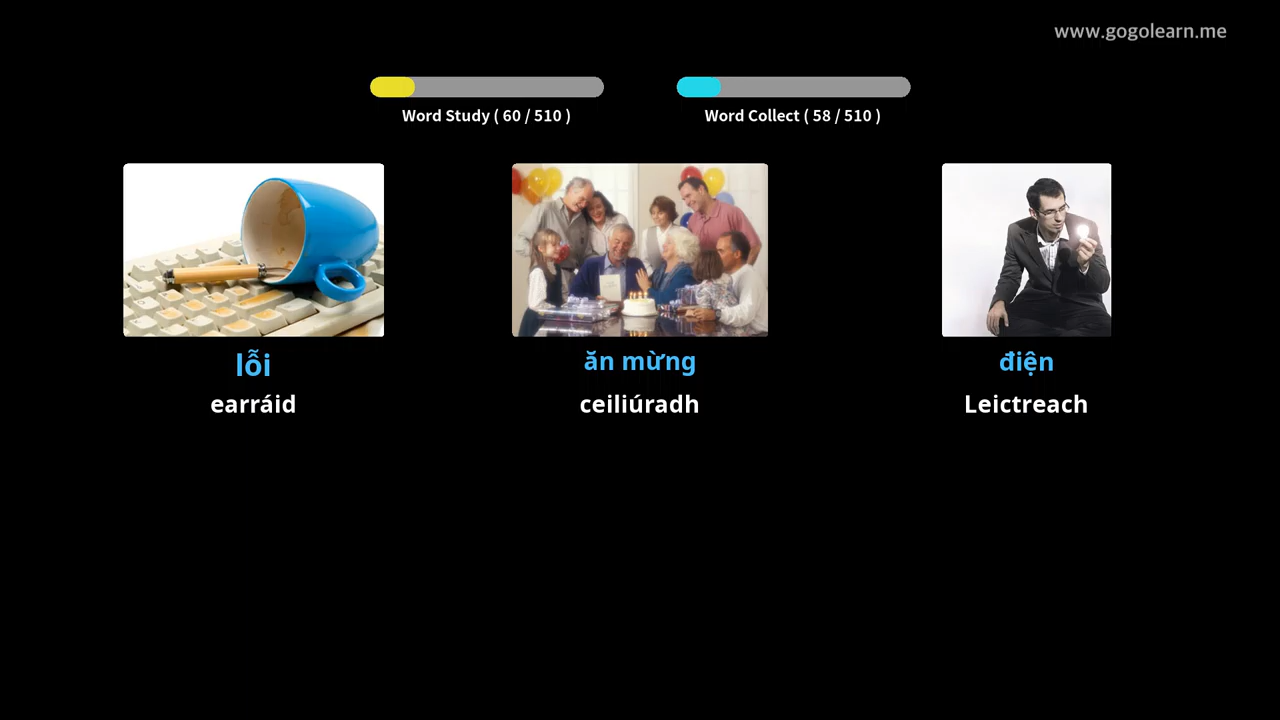 www.gogolearn.me
Word Study ( 60 / 510 )
Word Collect ( 58 / 510 )
lỗi
ăn mừng
điện
earráid
ceiliúradh
Leictreach